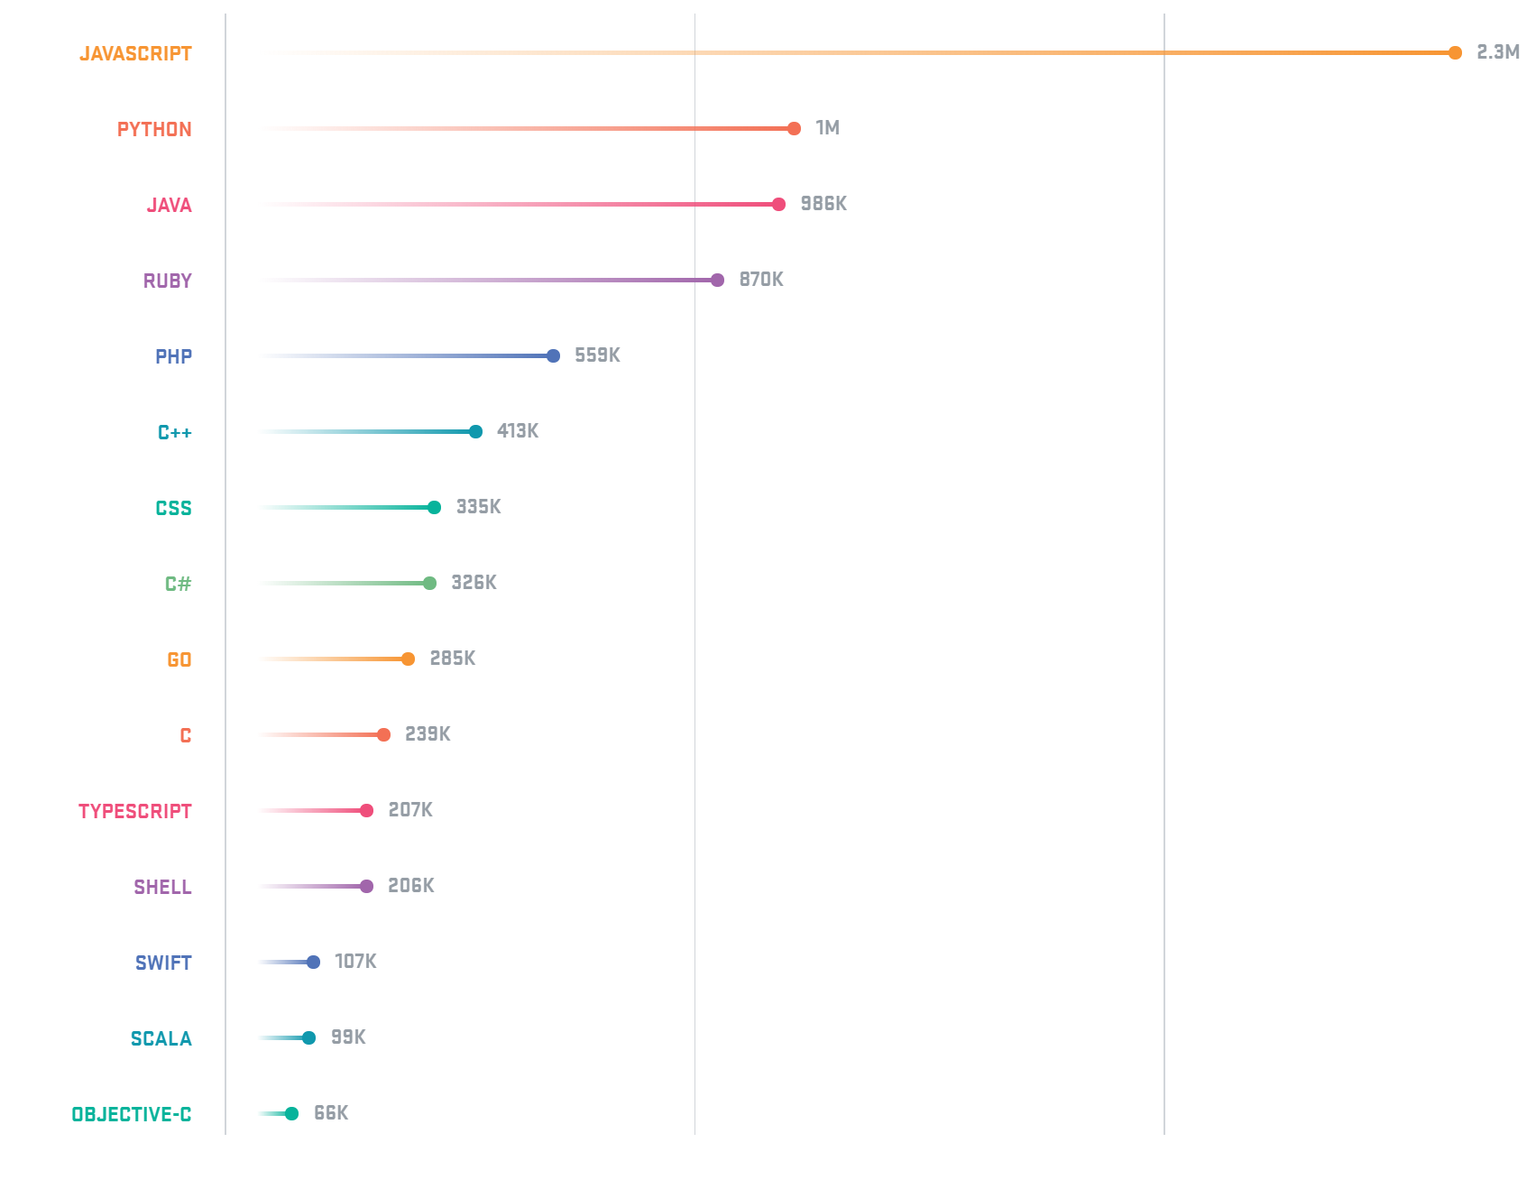 JAVASCRIPT 2.3M
PYTHON 1M
JAVA 986K
RUBY 870K
PHP 559K
C++ 413K
CSS 335K
C# 326K
GO 285K
C 239K
TYPESCRIPT 207K
SHELL 206K
SWIFT 107K
SCALA 99K
OBJECTIVE-C 66K